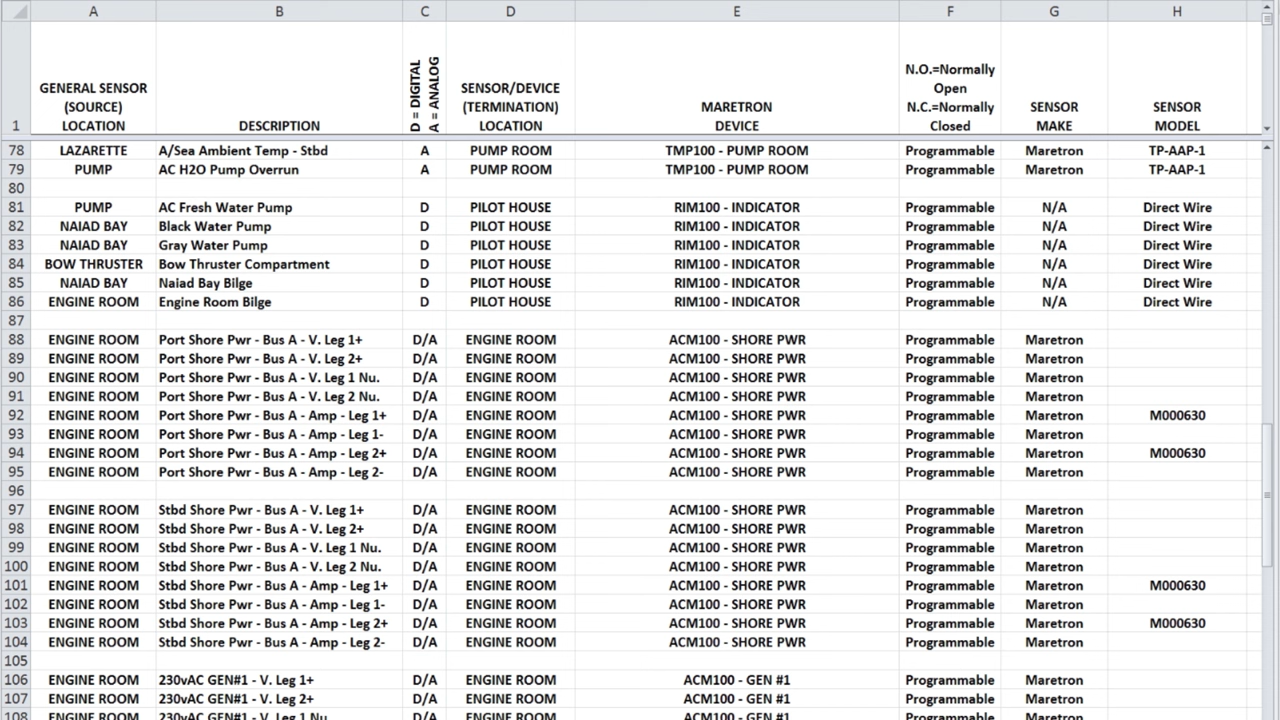 A B C D E F G H
1 GENERAL SENSOR (SOURCE) LOCATION DESCRIPTION D = DIGITAL A = ANALOG SENSOR/DEVICE (TERMINATION) LOCATION MARETRON DEVICE N.O.=Normally Open N.C.=Normally Closed SENSOR MAKE SENSOR MODEL
78 LAZARETTE A/Sea Ambient Temp - Stbd A PUMP ROOM TMP100 - PUMP ROOM Programmable Maretron TP-AAP-1
79 PUMP AC H2O Pump Overrun A PUMP ROOM TMP100 - PUMP ROOM Programmable Maretron TP-AAP-1
80
81 PUMP AC Fresh Water Pump D PILOT HOUSE RIM100 - INDICATOR Programmable N/A Direct Wire
82 NAIAD BAY Black Water Pump D PILOT HOUSE RIM100 - INDICATOR Programmable N/A Direct Wire
83 NAIAD BAY Gray Water Pump D PILOT HOUSE RIM100 - INDICATOR Programmable N/A Direct Wire
84 BOW THRUSTER Bow Thruster Compartment D PILOT HOUSE RIM100 - INDICATOR Programmable N/A Direct Wire
85 NAIAD BAY Naiad Bay Bilge D PILOT HOUSE RIM100 - INDICATOR Programmable N/A Direct Wire
86 ENGINE ROOM Engine Room Bilge D PILOT HOUSE RIM100 - INDICATOR Programmable N/A Direct Wire
87
88 ENGINE ROOM Port Shore Pwr - Bus A - V. Leg 1+ D/A ENGINE ROOM ACM100 - SHORE PWR Programmable Maretron
89 ENGINE ROOM Port Shore Pwr - Bus A - V. Leg 2+ D/A ENGINE ROOM ACM100 - SHORE PWR Programmable Maretron
90 ENGINE ROOM Port Shore Pwr - Bus A - V. Leg 1 Nu. D/A ENGINE ROOM ACM100 - SHORE PWR Programmable Maretron
91 ENGINE ROOM Port Shore Pwr - Bus A - V. Leg 2 Nu. D/A ENGINE ROOM ACM100 - SHORE PWR Programmable Maretron
92 ENGINE ROOM Port Shore Pwr - Bus A - Amp - Leg 1+ D/A ENGINE ROOM ACM100 - SHORE PWR Programmable Maretron M000630
93 ENGINE ROOM Port Shore Pwr - Bus A - Amp - Leg 1- D/A ENGINE ROOM ACM100 - SHORE PWR Programmable Maretron
94 ENGINE ROOM Port Shore Pwr - Bus A - Amp - Leg 2+ D/A ENGINE ROOM ACM100 - SHORE PWR Programmable Maretron M000630
95 ENGINE ROOM Port Shore Pwr - Bus A - Amp - Leg 2- D/A ENGINE ROOM ACM100 - SHORE PWR Programmable Maretron
96
97 ENGINE ROOM Stbd Shore Pwr - Bus A - V. Leg 1+ D/A ENGINE ROOM ACM100 - SHORE PWR Programmable Maretron
98 ENGINE ROOM Stbd Shore Pwr - Bus A - V. Leg 2+ D/A ENGINE ROOM ACM100 - SHORE PWR Programmable Maretron
99 ENGINE ROOM Stbd Shore Pwr - Bus A - V. Leg 1 Nu. D/A ENGINE ROOM ACM100 - SHORE PWR Programmable Maretron
100 ENGINE ROOM Stbd Shore Pwr - Bus A - V. Leg 2 Nu. D/A ENGINE ROOM ACM100 - SHORE PWR Programmable Maretron
101 ENGINE ROOM Stbd Shore Pwr - Bus A - Amp - Leg 1+ D/A ENGINE ROOM ACM100 - SHORE PWR Programmable Maretron M000630
102 ENGINE ROOM Stbd Shore Pwr - Bus A - Amp - Leg 1- D/A ENGINE ROOM ACM100 - SHORE PWR Programmable Maretron
103 ENGINE ROOM Stbd Shore Pwr - Bus A - Amp - Leg 2+ D/A ENGINE ROOM ACM100 - SHORE PWR Programmable Maretron M000630
104 ENGINE ROOM Stbd Shore Pwr - Bus A - Amp - Leg 2- D/A ENGINE ROOM ACM100 - SHORE PWR Programmable Maretron
105
106 ENGINE ROOM 230vAC GEN#1 - V. Leg 1+ D/A ENGINE ROOM ACM100 - GEN #1 Programmable Maretron
107 ENGINE ROOM 230vAC GEN#1 - V. Leg 2+ D/A ENGINE ROOM ACM100 - GEN #1 Programmable Maretron
108 ENGINE ROOM 230vAC GEN#1 - V. Leg 1 Nu. D/A ENGINE ROOM ACM100 - GEN #1 Programmable Maretron